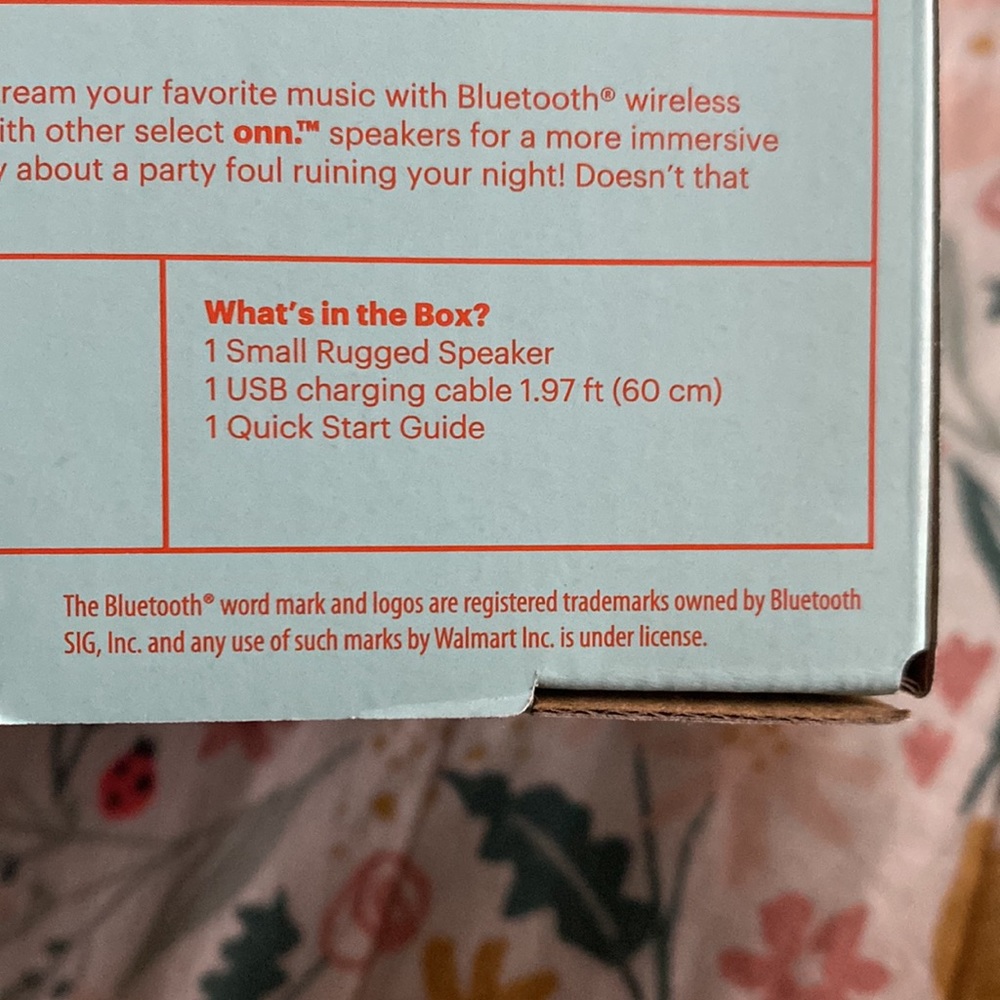 ream your favorite music with Bluetooth® wireless
ith other select onn.™ speakers for a more immersive
y about a party foul ruining your night! Doesn't that
What's in the Box?
1 Small Rugged Speaker
1 USB charging cable 1.97 ft (60 cm)
1 Quick Start Guide
The Bluetooth® word mark and logos are registered trademarks owned by Bluetooth
SIG, Inc. and any use of such marks by Walmart Inc. is under license.